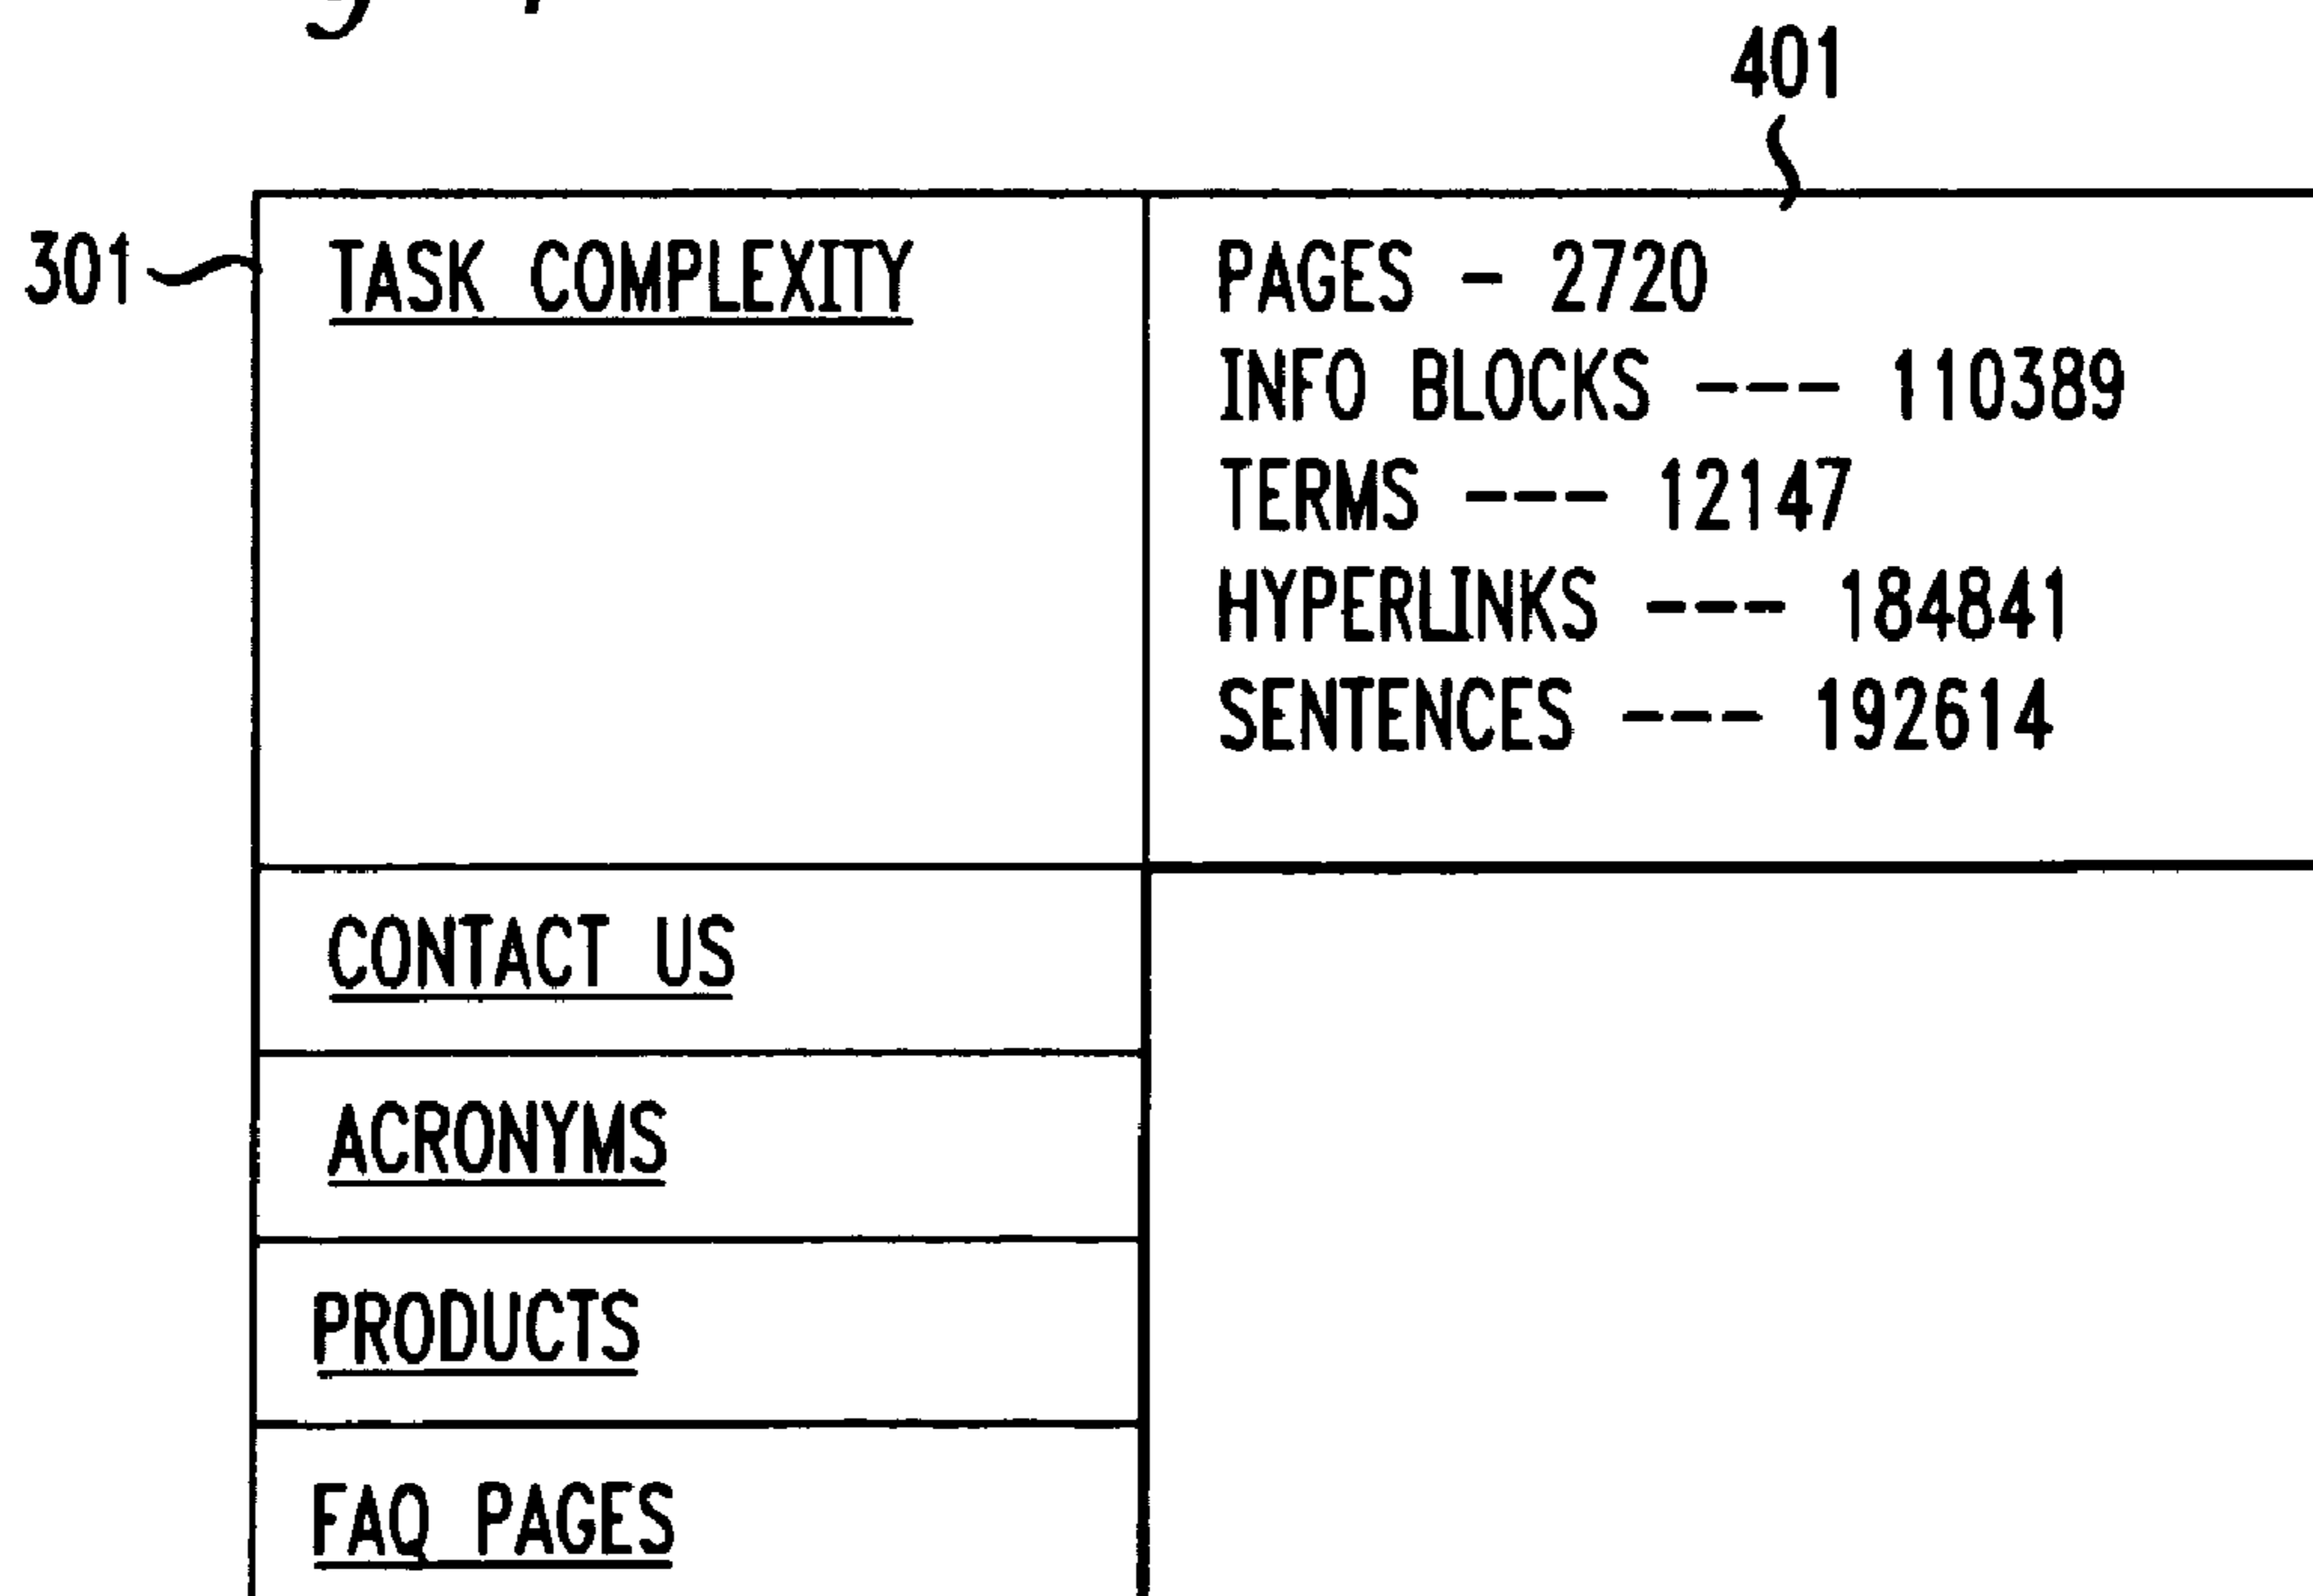 401
301
TASK COMPLEXITY
PAGES - 2720
INFO BLOCKS --- 110389
TERMS --- 12147
HYPERLINKS --- 184841
SENTENCES --- 192614
CONTACT US
ACRONYMS
PRODUCTS
FAQ PAGES